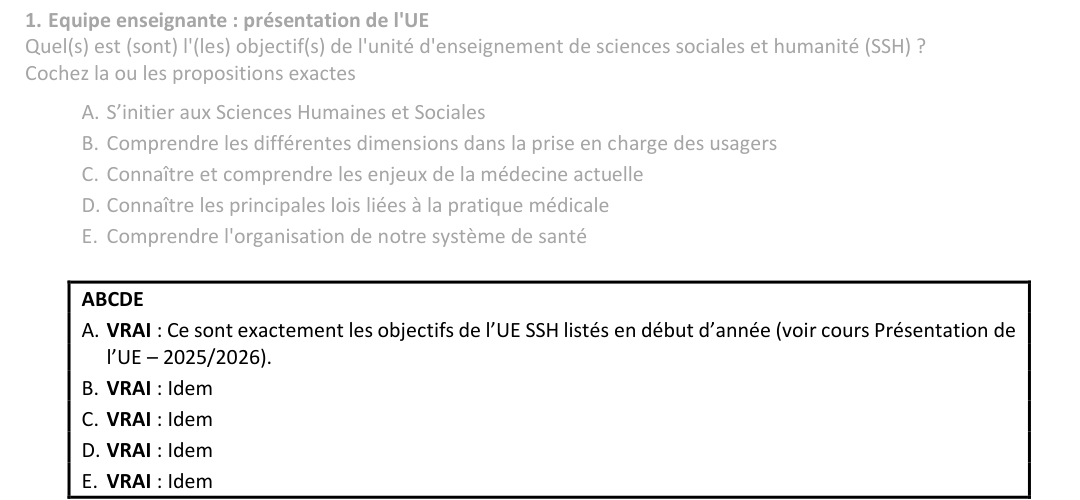 1. Equipe enseignante : présentation de l'UE
Quel(s) est (sont) l'(les) objectif(s) de l'unité d'enseignement de sciences sociales et humanité (SSH) ?
Cochez la ou les propositions exactes
A. S’initier aux Sciences Humaines et Sociales
B. Comprendre les différentes dimensions dans la prise en charge des usagers
C. Connaître et comprendre les enjeux de la médecine actuelle
D. Connaître les principales lois liées à la pratique médicale
E. Comprendre l'organisation de notre système de santé
ABCDE
A. VRAI : Ce sont exactement les objectifs de l’UE SSH listés en début d’année (voir cours Présentation de
l’UE – 2025/2026).
B. VRAI : Idem
C. VRAI : Idem
D. VRAI : Idem
E. VRAI : Idem